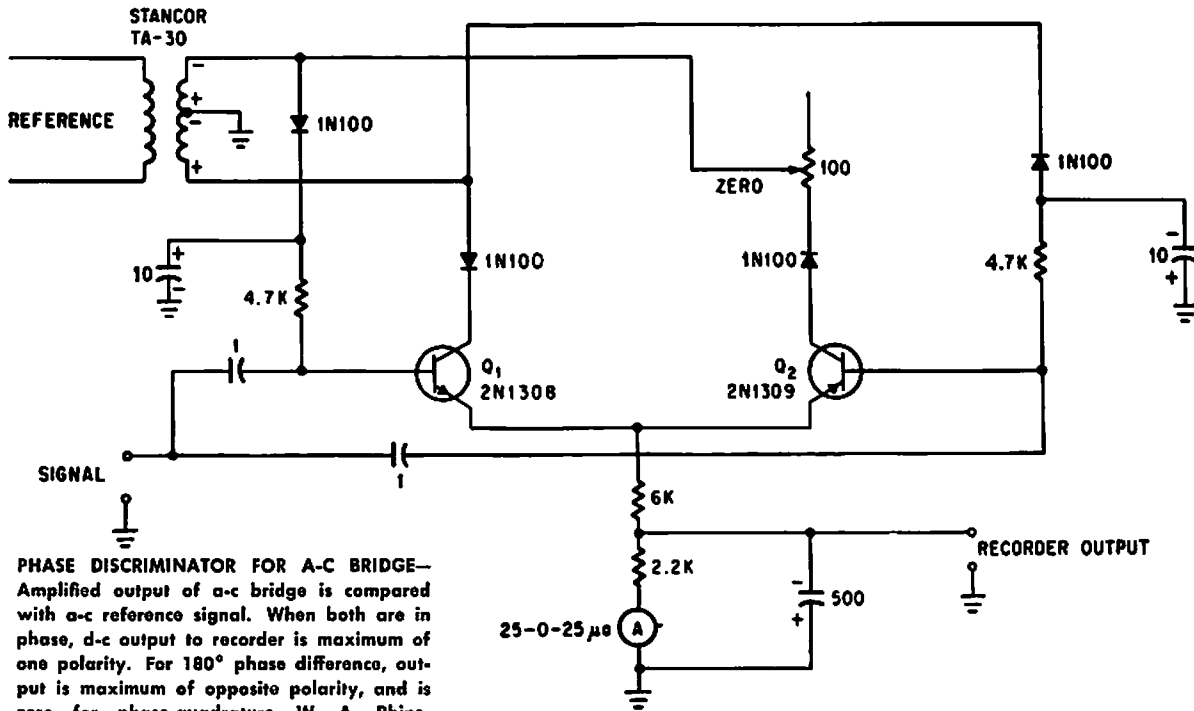 STANCOR
TA-30
REFERENCE
-
+
-
+
1N100
ZERO
100
1N100
10
+
-
4.7K
1N100
1N100
4.7K
10
-
+
1
Q1
2N1308
Q2
2N1309
SIGNAL
1
6K
2.2K
-
500
+
RECORDER OUTPUT
25-0-25 μa
A
PHASE DISCRIMINATOR FOR A-C BRIDGE—
Amplified output of a-c bridge is compared
with a-c reference signal. When both are in
phase, d-c output to recorder is maximum of
one polarity. For 180° phase difference, out-
put is maximum of opposite polarity, and is
for phase-quadrature W. A.